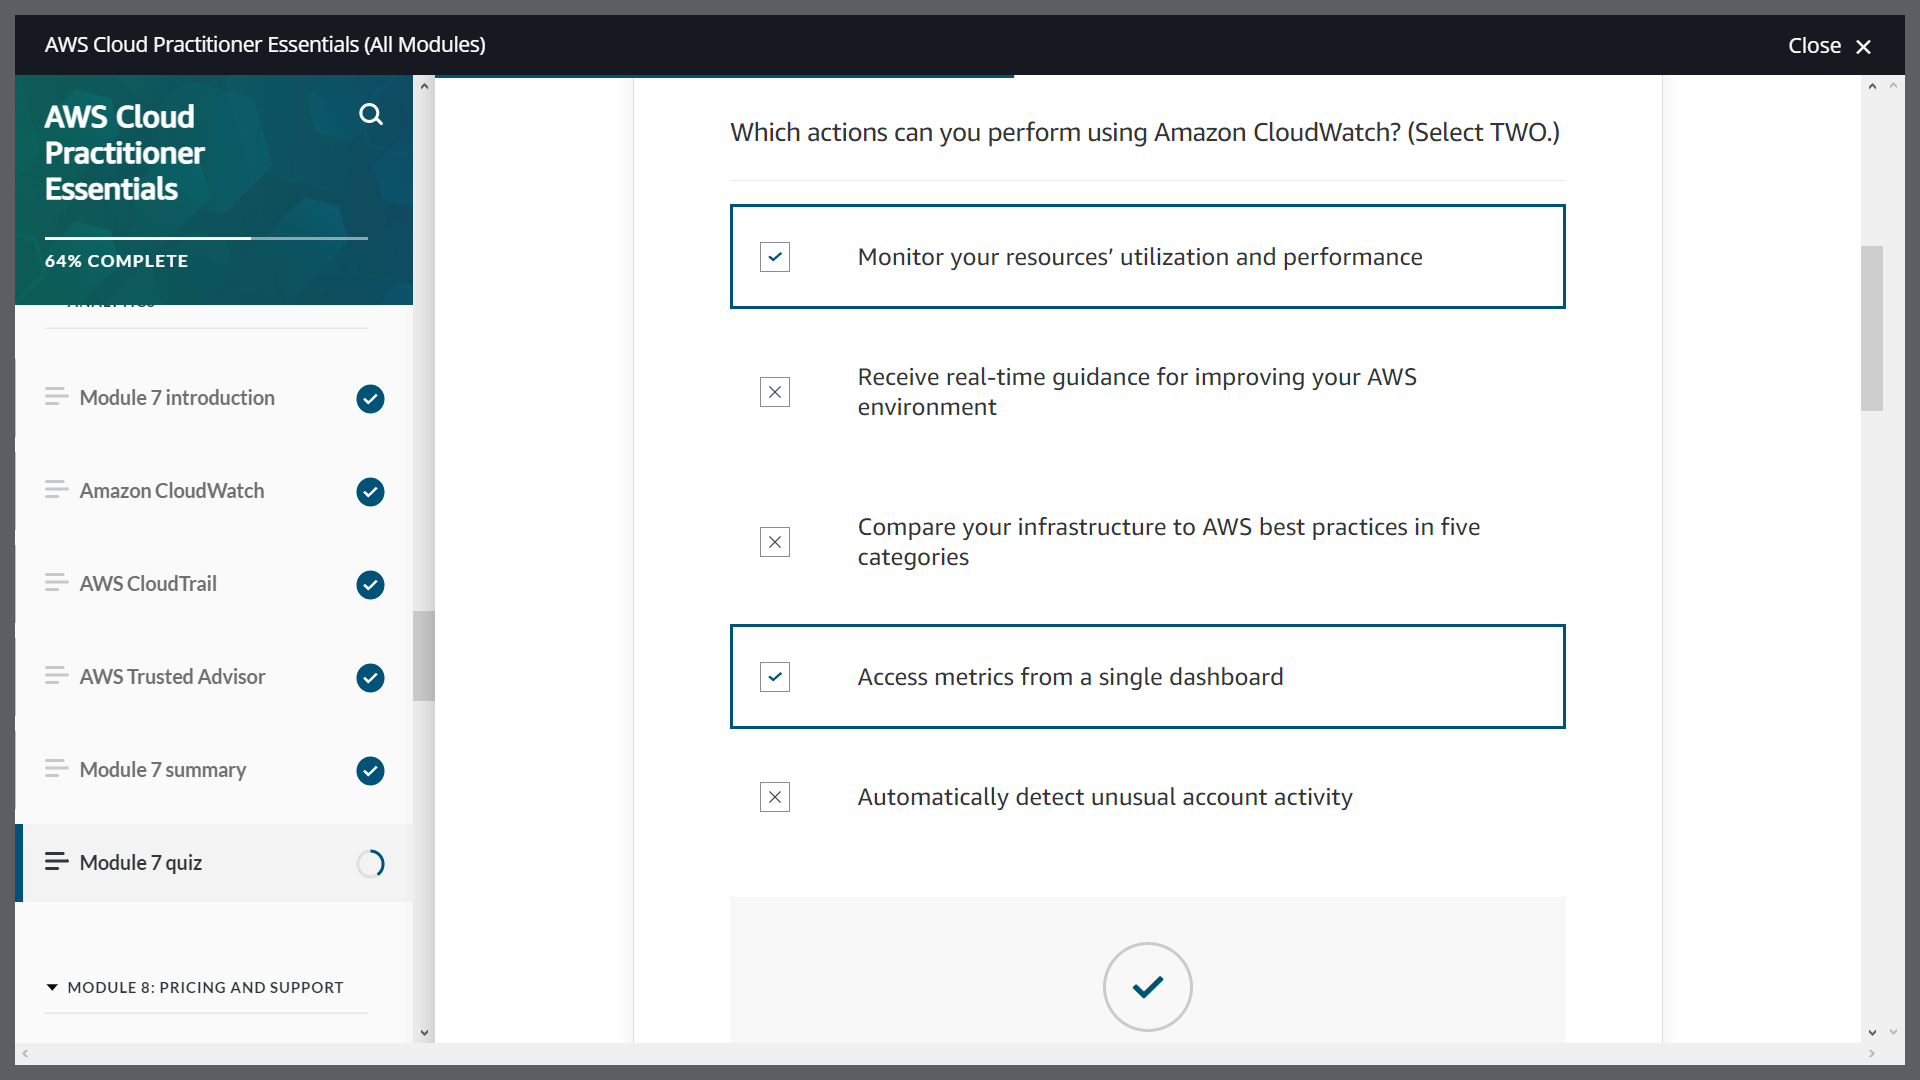 AWS Cloud Practitioner Essentials (All Modules)
Close
AWS Cloud
Practitioner
Essentials
64% COMPLETE
ANALYTICS
Module 7 introduction
Amazon CloudWatch
AWS CloudTrail
AWS Trusted Advisor
Module 7 summary
Module 7 quiz
MODULE 8: PRICING AND SUPPORT
Which actions can you perform using Amazon CloudWatch? (Select TWO.)
Monitor your resources’ utilization and performance
Receive real-time guidance for improving your AWS
environment
Compare your infrastructure to AWS best practices in five
categories
Access metrics from a single dashboard
Automatically detect unusual account activity